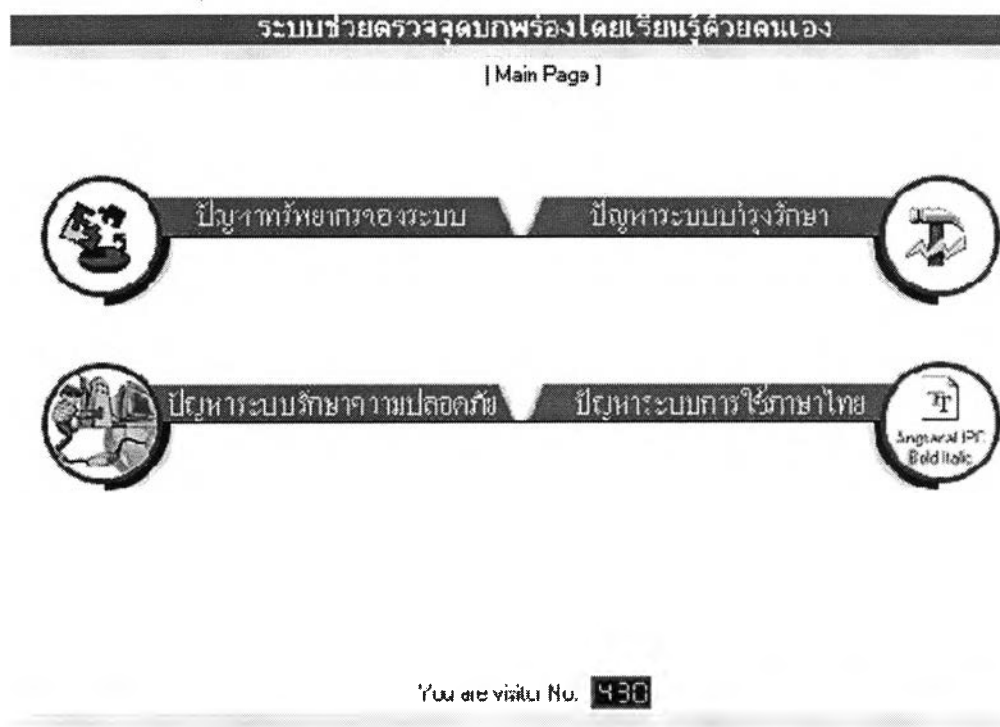 ระบบช่วยตรวจจุดบกพร่องโดยเรียนรู้ด้วยตนเอง
[ Main Page ]
ปัญหาทรัพยากรของระบบ ปัญหาระบบบำรุงรักษา
ปัญหาระบบรักษาความปลอดภัย ปัญหาระบบการใช้ภาษาไทย
Bold Italic
You are visitor No. 430